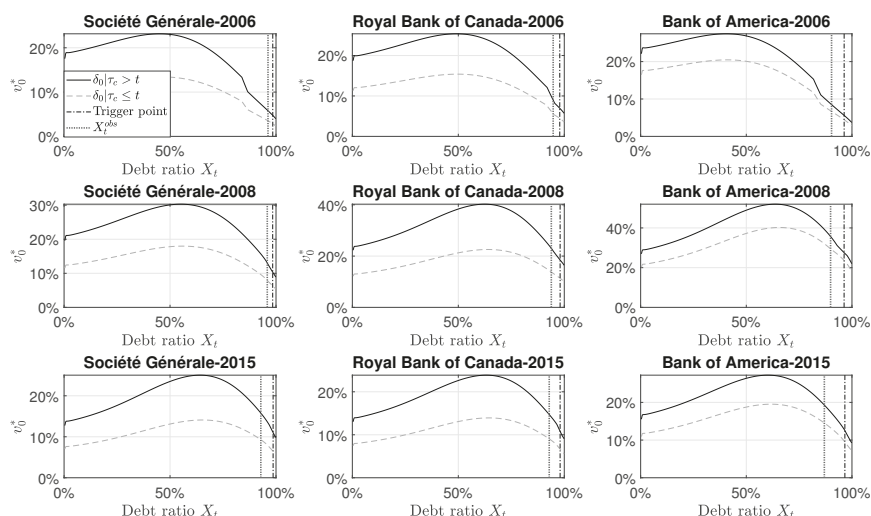 Société Générale-2006
Royal Bank of Canada-2006
Bank of America-2006
20%
10%
0%
v₀*
δ₀|τ_c > t
δ₀|τ_c ≤ t
Trigger point
X_t^obs
0%
50%
100%
Debt ratio X_t
20%
10%
0%
v₀*
0%
50%
100%
Debt ratio X_t
20%
10%
0%
v₀*
0%
50%
100%
Debt ratio X_t
Société Générale-2008
Royal Bank of Canada-2008
Bank of America-2008
30%
20%
10%
0%
v₀*
0%
50%
100%
Debt ratio X_t
40%
20%
0%
v₀*
0%
50%
100%
Debt ratio X_t
40%
20%
0%
v₀*
0%
50%
100%
Debt ratio X_t
Société Générale-2015
Royal Bank of Canada-2015
Bank of America-2015
20%
10%
0%
v₀*
0%
50%
100%
Debt ratio X_t
20%
10%
0%
v₀*
0%
50%
100%
Debt ratio X_t
20%
10%
0%
v₀*
0%
50%
100%
Debt ratio X_t